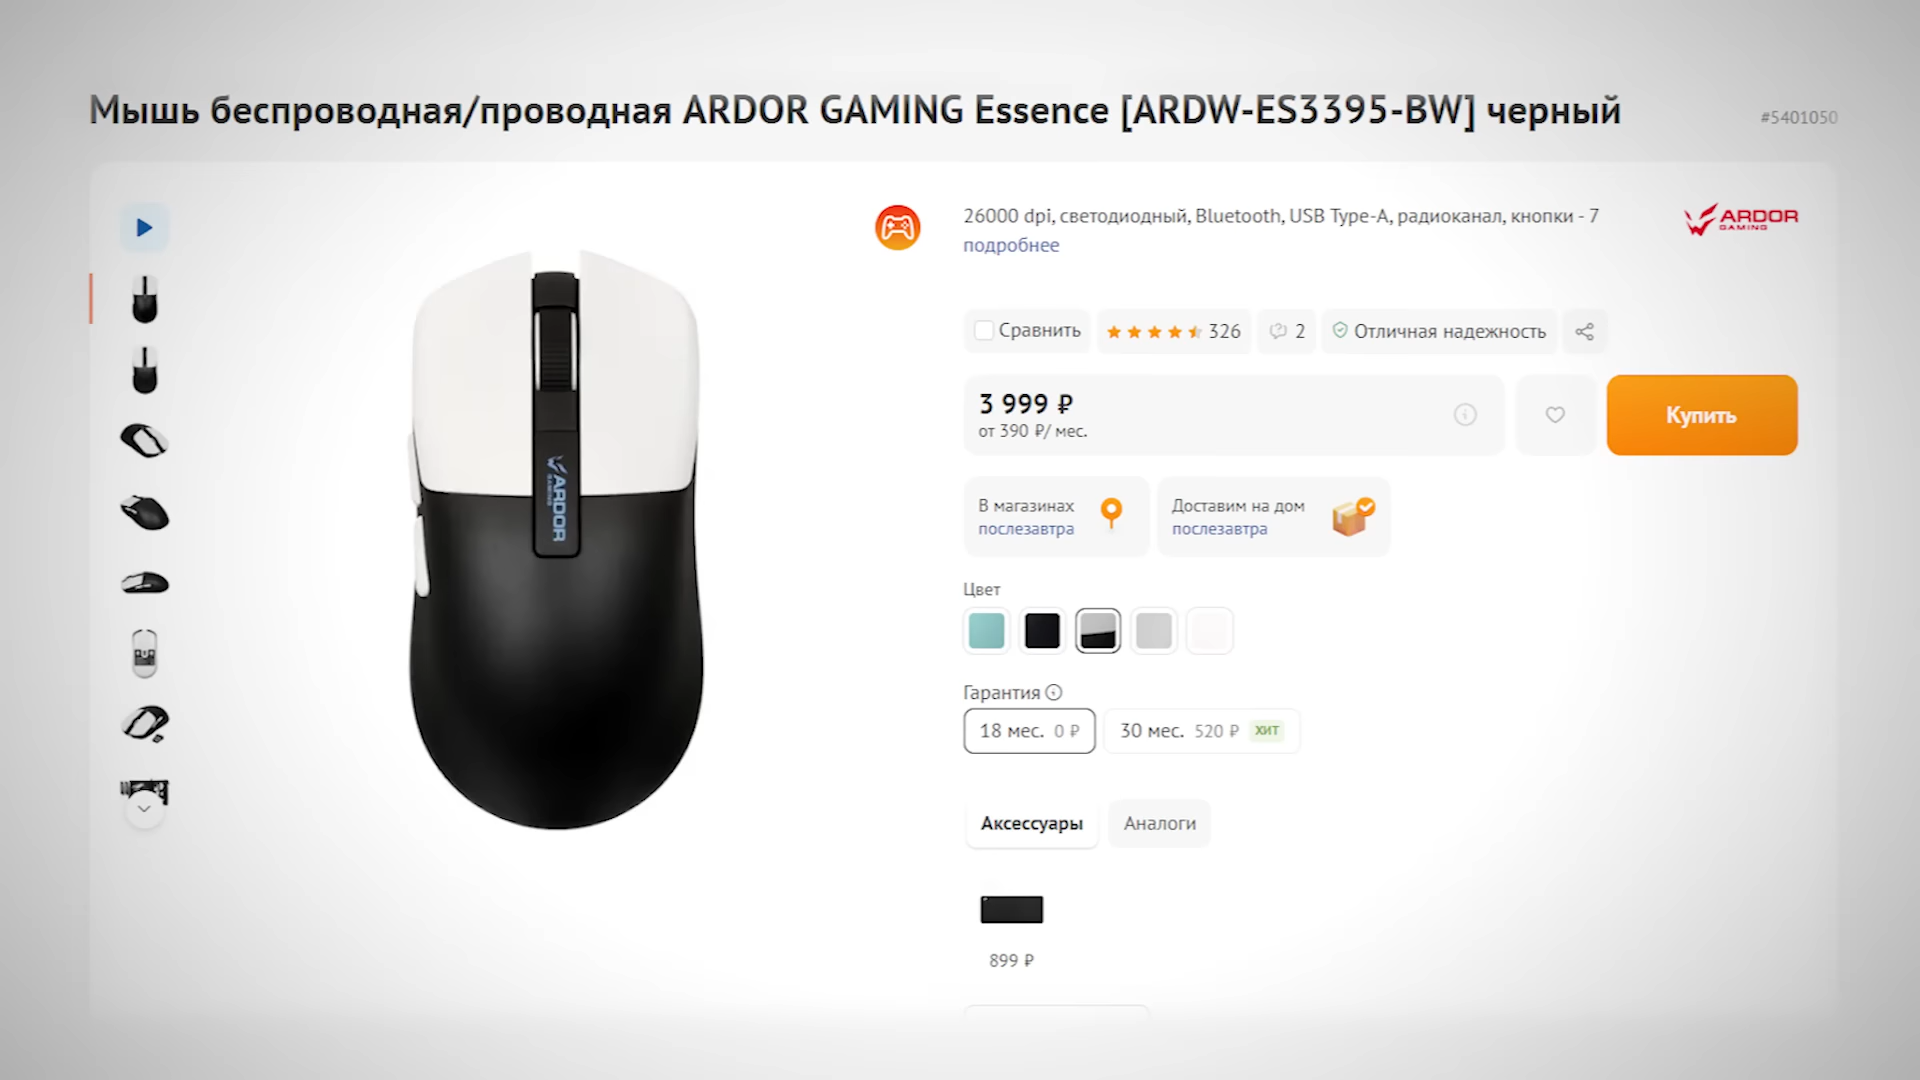 Мышь беспроводная/проводная ARDOR GAMING Essence [ARDW-ES3395-BW] черный
#5401050
26000 dpi, светодиодный, Bluetooth, USB Type-A, радиоканал, кнопки - 7
подробнее
ARDOR
GAMING
Сравнить
326
2
Отличная надежность
3 999 ₽
от 390 ₽/ мес.
Купить
В магазинах
послезавтра
Доставим на дом
послезавтра
ARDOR
GAMING
Цвет
Гарантия
18 мес. 0 ₽
30 мес. 520 ₽ ХИТ
Аксессуары
Аналоги
899 ₽